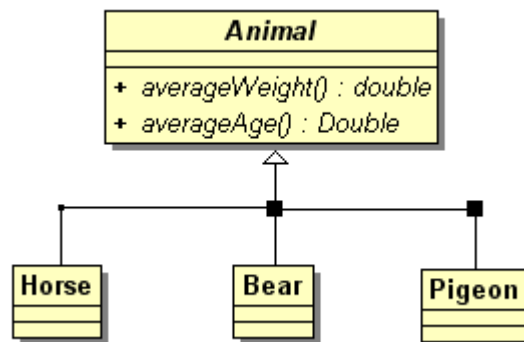 Animal
+ averageWeight() : double
+ averageAge() : Double
Horse
Bear
Pigeon